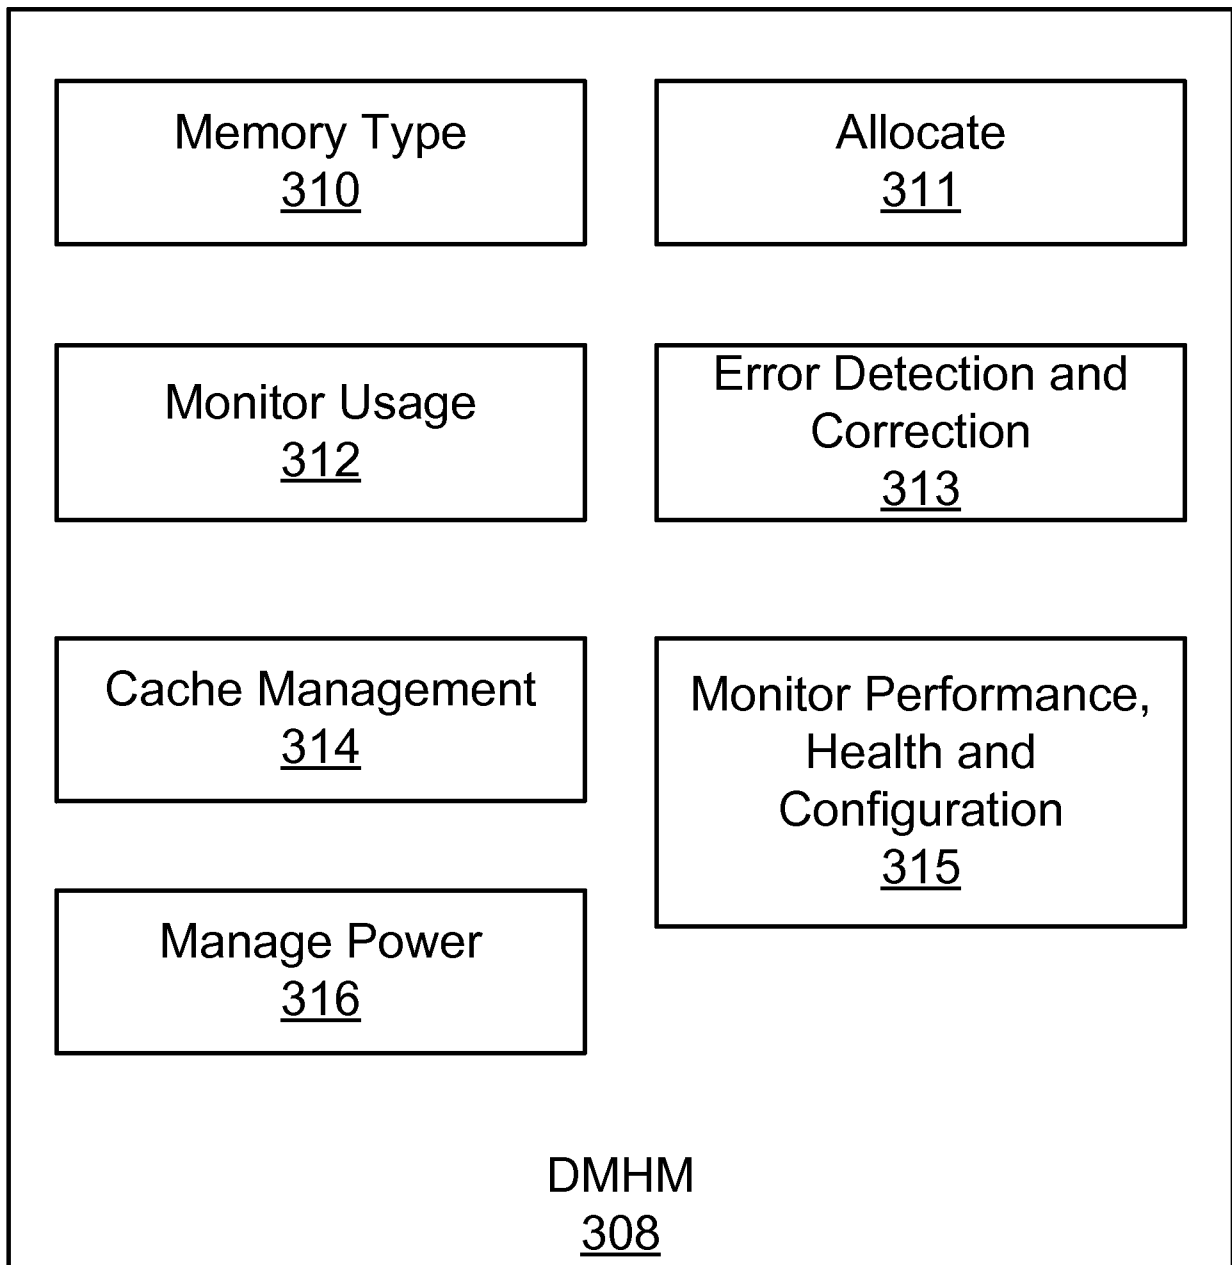 Memory Type
310
Allocate
311
Monitor Usage
312
Error Detection and
Correction
313
Cache Management
314
Monitor Performance,
Health and
Configuration
315
Manage Power
316
DMHM
308